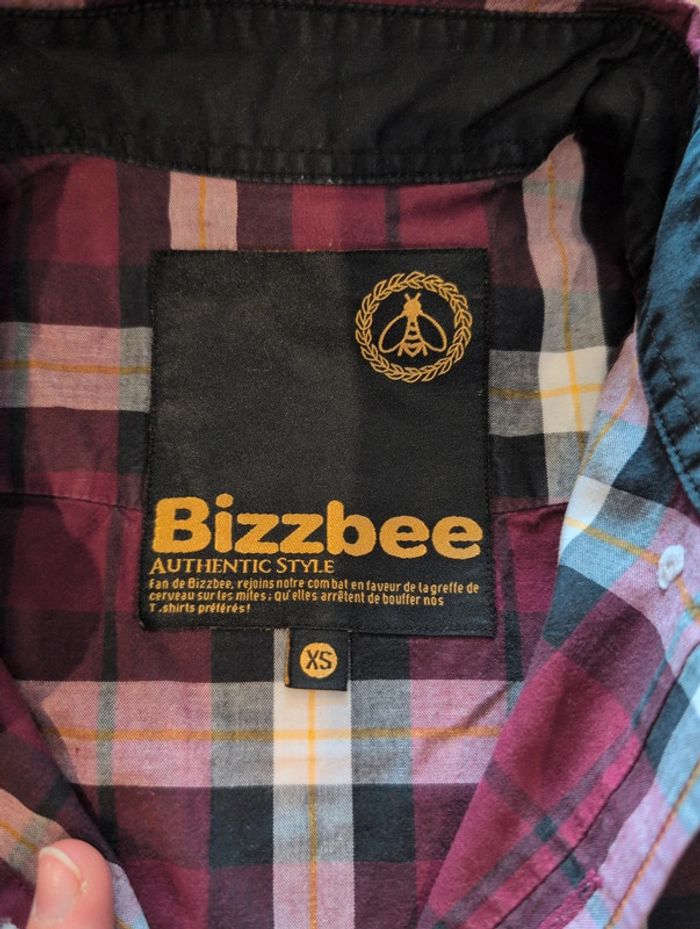 Bizzbee
AUTHENTIC STYLE
Fan de Bizzbee, rejoins notre combat en faveur de la greffe de
cerveau sur les mites ; qu'elles arrêtent de bouffer nos
T.shirts préférés!
XS